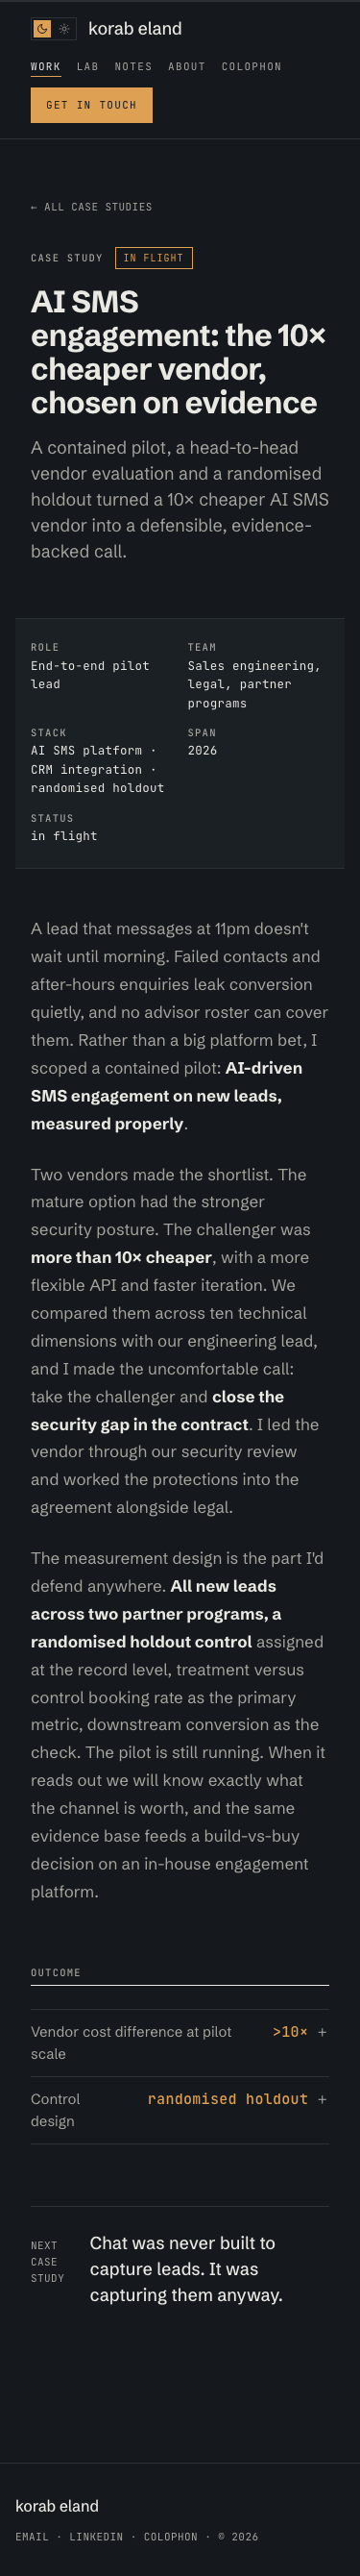 korab eland
WORK LAB NOTES ABOUT COLOPHON
GET IN TOUCH
← ALL CASE STUDIES
CASE STUDY IN FLIGHT
AI SMS
engagement: the 10×
cheaper vendor,
chosen on evidence
A contained pilot, a head-to-head
vendor evaluation and a randomised
holdout turned a 10× cheaper AI SMS
vendor into a defensible, evidence-
backed call.
ROLE
End-to-end pilot
lead
TEAM
Sales engineering,
legal, partner
programs
STACK
AI SMS platform ·
CRM integration ·
randomised holdout
SPAN
2026
STATUS
in flight
A lead that messages at 11pm doesn't
wait until morning. Failed contacts and
after-hours enquiries leak conversion
quietly, and no advisor roster can cover
them. Rather than a big platform bet, I
scoped a contained pilot: AI-driven
SMS engagement on new leads,
measured properly.
Two vendors made the shortlist. The
mature option had the stronger
security posture. The challenger was
more than 10× cheaper, with a more
flexible API and faster iteration. We
compared them across ten technical
dimensions with our engineering lead,
and I made the uncomfortable call:
take the challenger and close the
security gap in the contract. I led the
vendor through our security review
and worked the protections into the
agreement alongside legal.
The measurement design is the part I'd
defend anywhere. All new leads
across two partner programs, a
randomised holdout control assigned
at the record level, treatment versus
control booking rate as the primary
metric, downstream conversion as the
check. The pilot is still running. When it
reads out we will know exactly what
the channel is worth, and the same
evidence base feeds a build-vs-buy
decision on an in-house engagement
platform.
OUTCOME
Vendor cost difference at pilot
scale
>10× +
Control
design
randomised holdout +
NEXT
CASE
STUDY
Chat was never built to
capture leads. It was
capturing them anyway.
korab eland
EMAIL · LINKEDIN · COLOPHON · © 2026